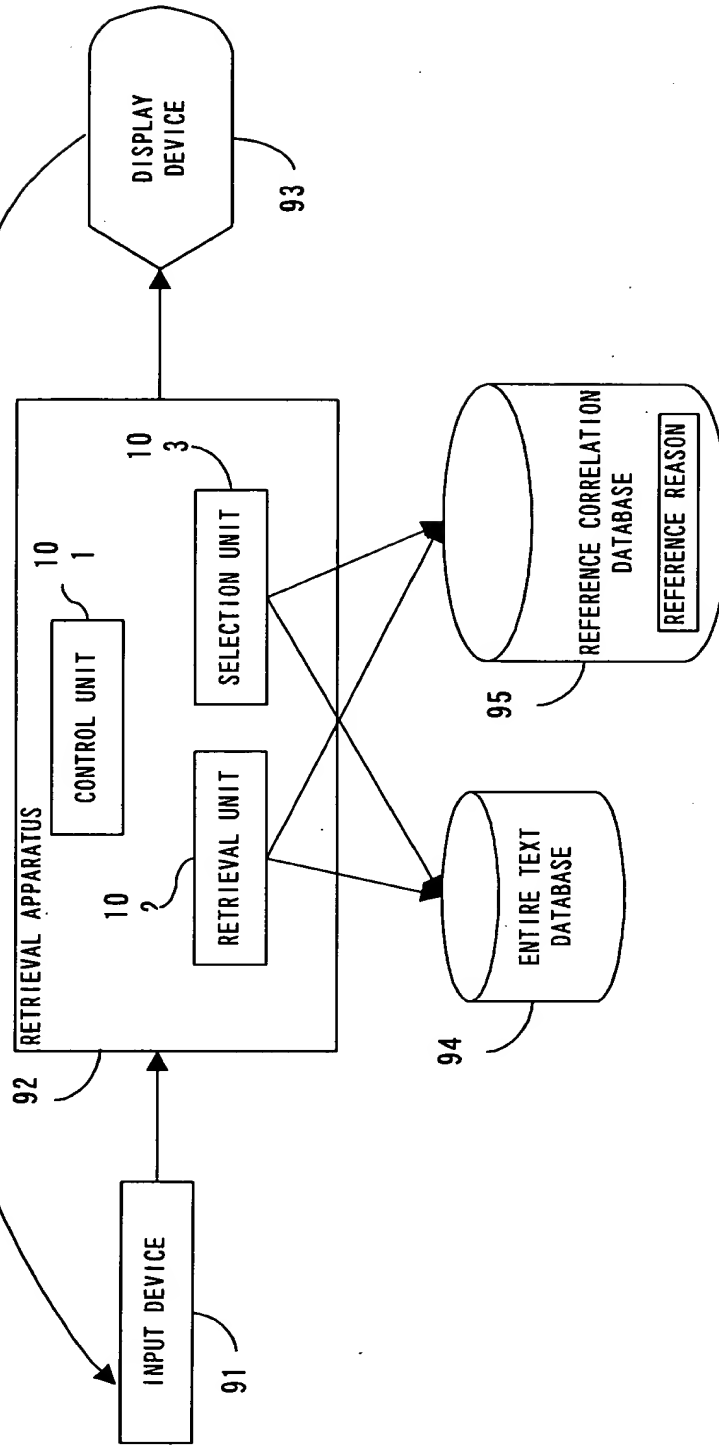 INPUT DEVICE
91
92
RETRIEVAL APPARATUS
CONTROL UNIT
10
1
RETRIEVAL UNIT
10
2
SELECTION UNIT
10
3
DISPLAY
DEVICE
93
ENTIRE TEXT
DATABASE
94
REFERENCE CORRELATION
DATABASE
REFERENCE REASON
95